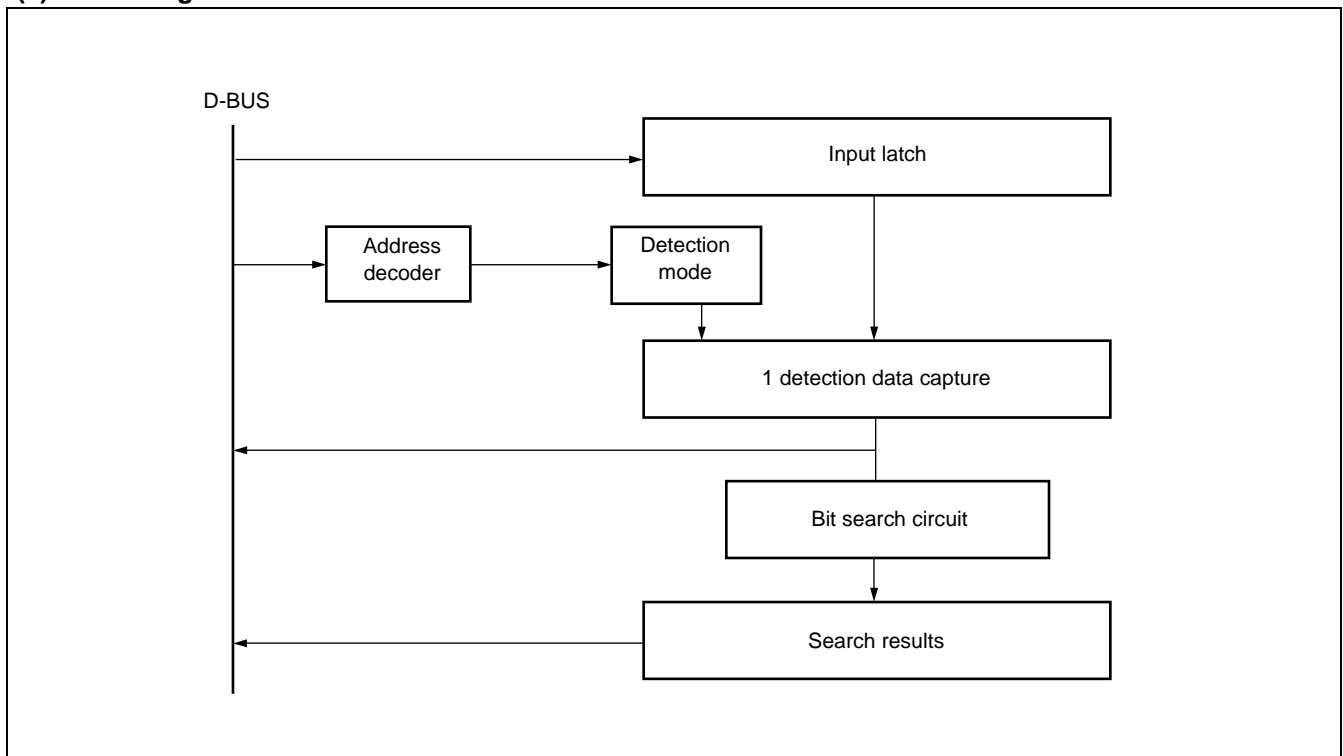 D-BUS
Input latch
Address
decoder
Detection
mode
1 detection data capture
Bit search circuit
Search results